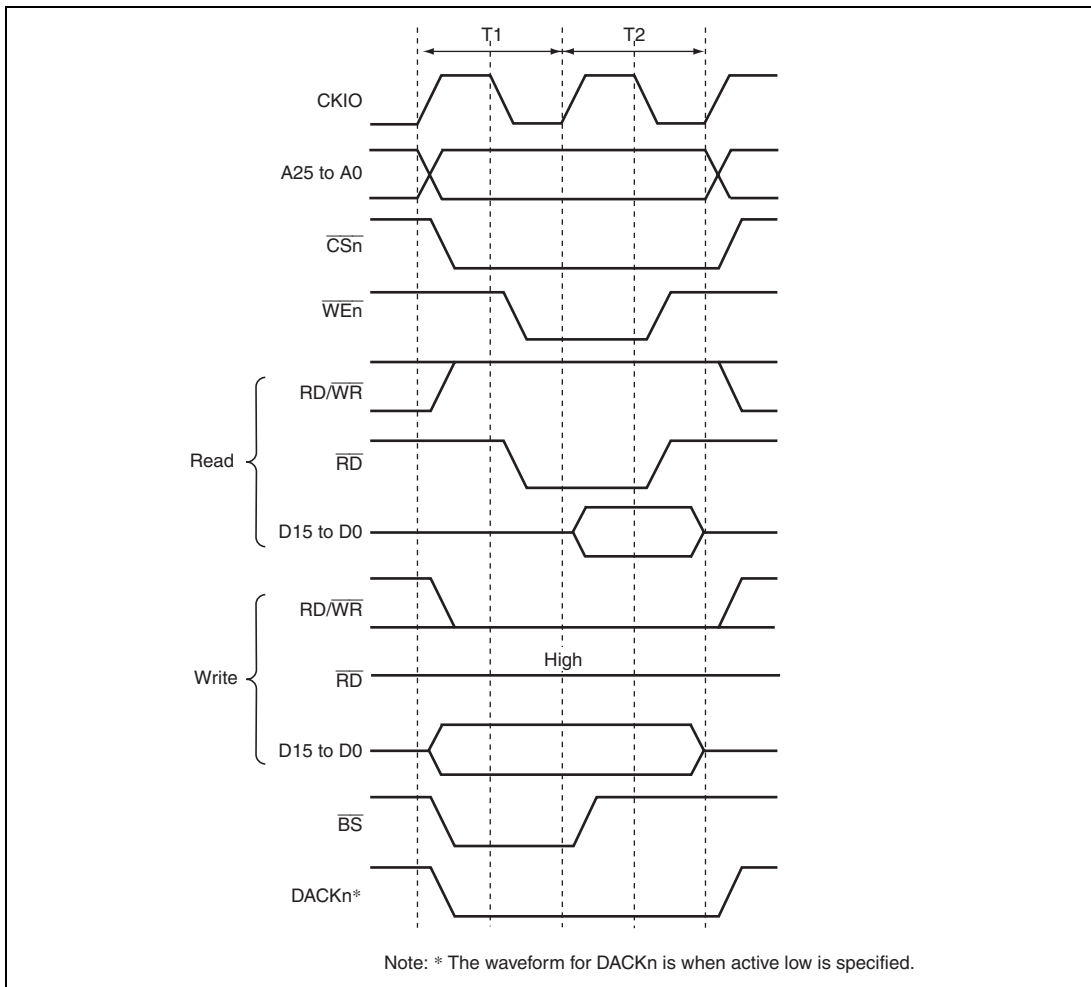 T1 T2
CKIO
A25 to A0
CSn
WEn
RD/WR
RD
Read
D15 to D0
RD/WR
High
Write
RD
D15 to D0
BS
DACKn*
Note: * The waveform for DACKn is when active low is specified.